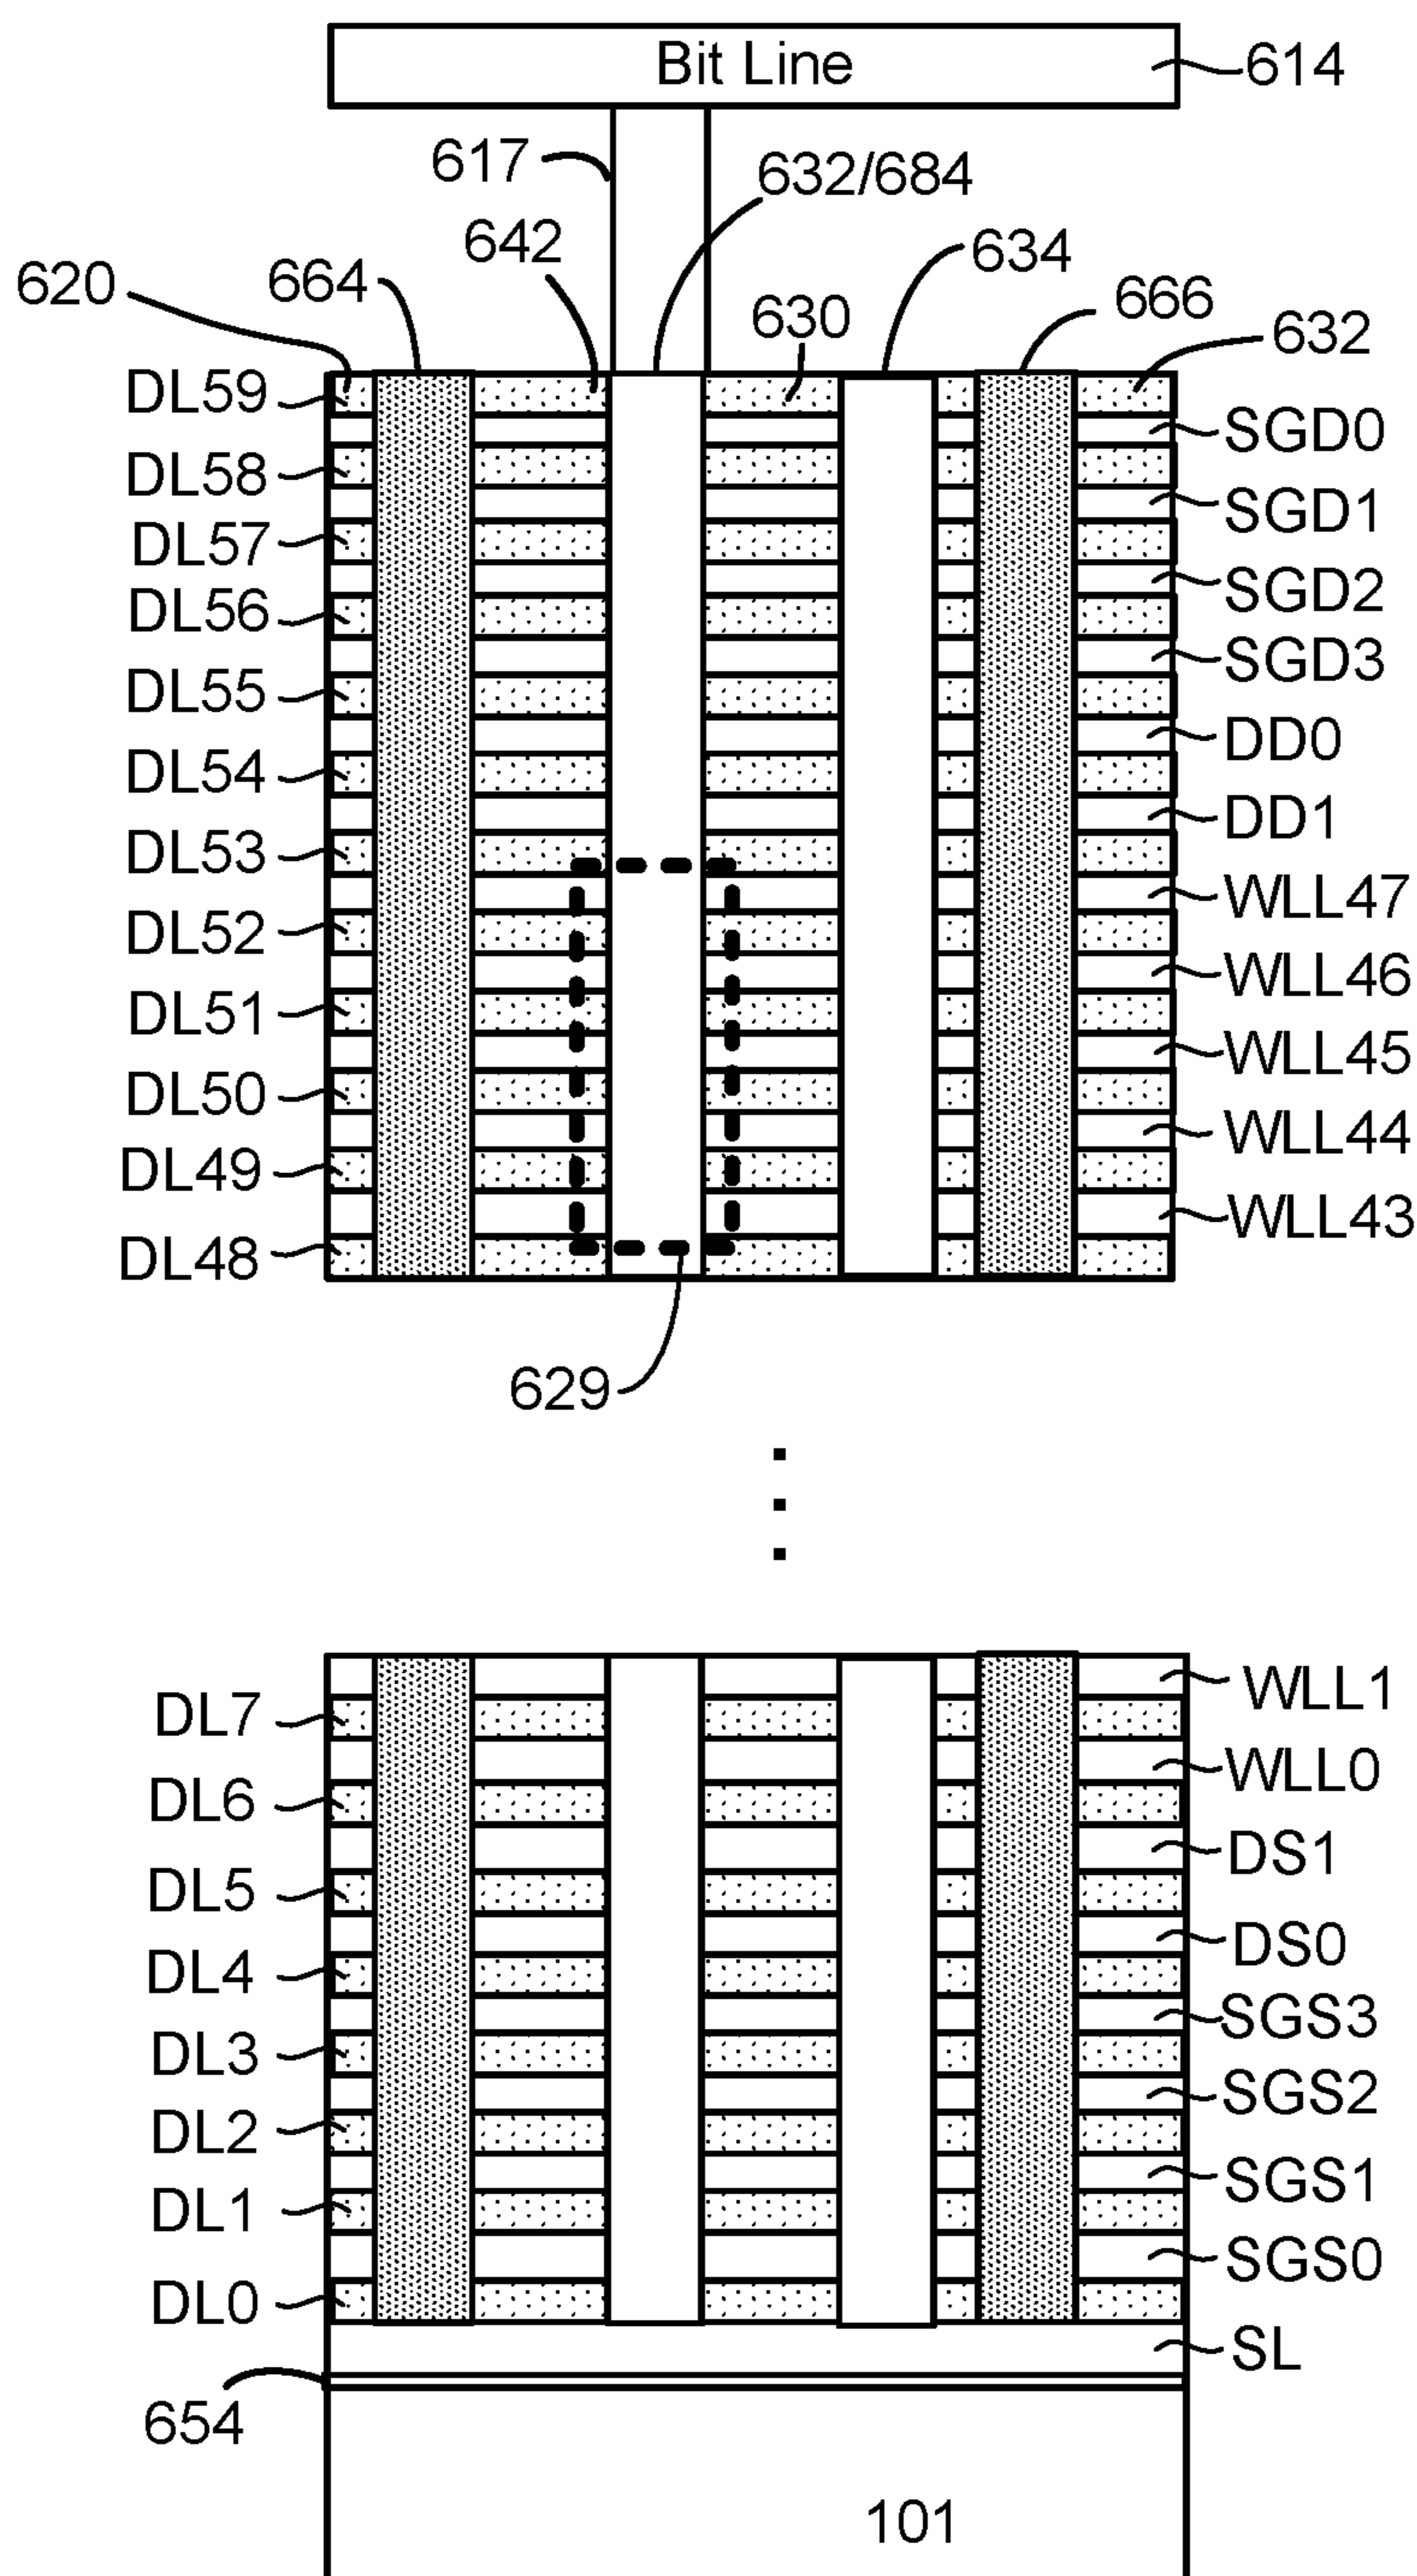 Bit Line
614
617
632/684
642
634
620
664
630
666
632
DL59
SGD0
DL58
SGD1
DL57
SGD2
DL56
SGD3
DL55
DD0
DL54
DD1
DL53
WLL47
DL52
WLL46
DL51
WLL45
DL50
WLL44
DL49
WLL43
DL48
629
WLL1
DL7
WLL0
DL6
DS1
DL5
DS0
DL4
SGS3
DL3
SGS2
DL2
SGS1
DL1
SGS0
DL0
SL
654
101